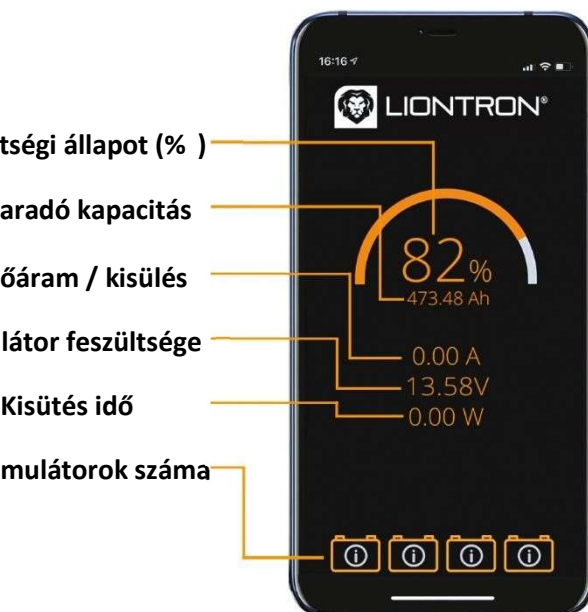 16:16
LIONTRON®
tségi állapot (% )
aradó kapacitás
őáram / kisülés
látor feszültsége
Kisütés idő
mulátorok száma
82%
473.48 Ah
0.00 A
13.58V
0.00 W